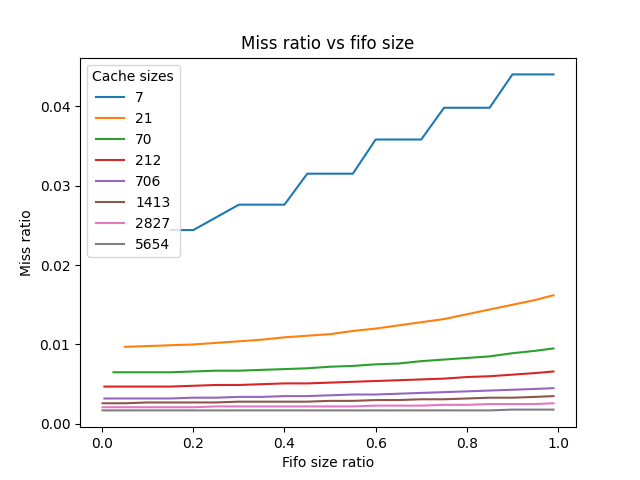 Miss ratio vs fifo size
Cache sizes
7
21
70
212
706
1413
2827
5654
Miss ratio
0.04
0.03
0.02
0.01
0.00
0.0 0.2 0.4 0.6 0.8 1.0
Fifo size ratio